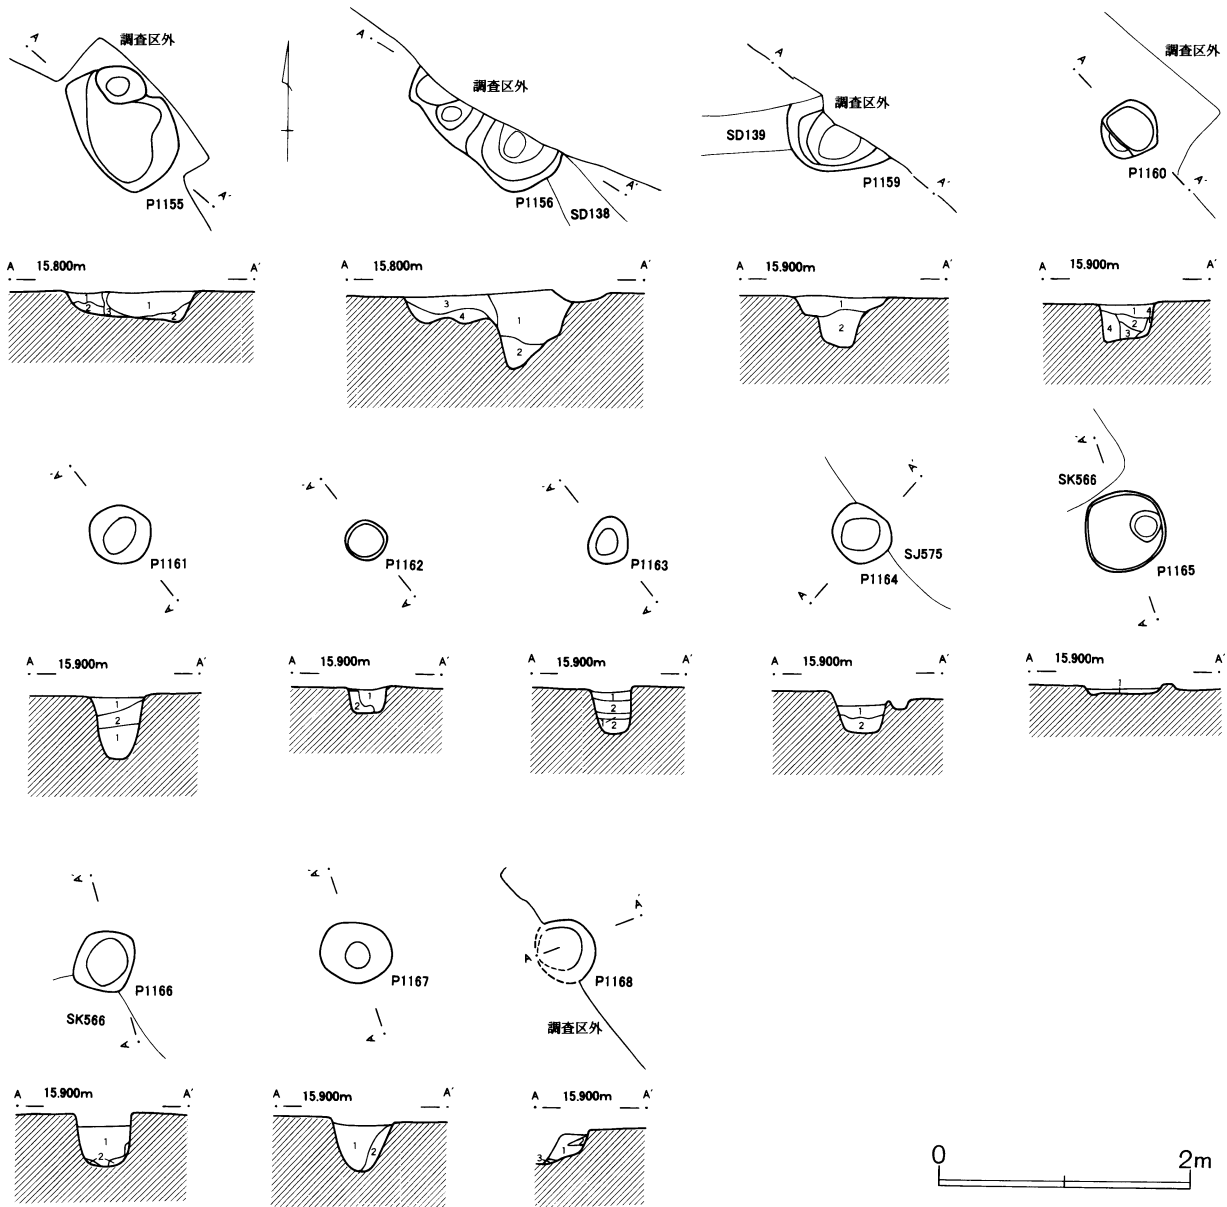 A
調査区外
P1155
A'
A
調査区外
P1156
SD138
A'
A
調査区外
SD139
P1159
A'
A
調査区外
P1160
A'
A 15.800m A'
1 1
2 3 2
A 15.800m A'
3 1
4
2
A 15.900m A'
1
2
A 15.900m A'
1 4
2
4 3
A'
P1161
A
A'
P1162
A
A'
P1163
A
A'
SJ575
P1164
A
A'
SK566
P1165
A
A 15.900m A'
1
2
1
A 15.900m A'
1
2
A 15.900m A'
1
2
1 2
A 15.900m A'
1
2
A 15.900m A'
1
A'
P1166
SK566
A
A'
P1167
A
A'
A
P1168
調査区外
A 15.900m A'
1
2
A 15.900m A'
1
2
A 15.900m A'
2
1
3
0 2m